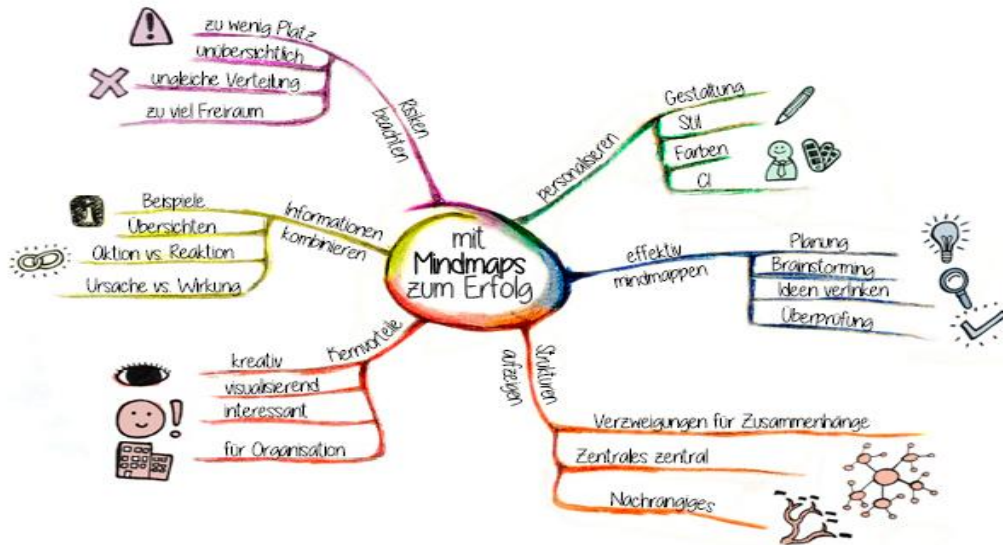 mit
Mindmaps
zum Erfolg
personalisieren
Gestaltung
Stil
Farben
CI
effektiv
mindmappen
Planung
Brainstorming
Ideen verlinken
Überprüfung
Strukturen
aufzeigen
Verzweigungen für Zusammenhänge
Zentrales zentral
Nachrangiges
Kernvorteile
kreativ
visualisierend
interessant
für Organisation
Informationen
kombinieren
Beispiele
Übersichten
Aktion vs. Reaktion
Ursache vs. Wirkung
Risiken
beachten
zu wenig Platz
unübersichtlich
ungleiche Verteilung
zu viel Freiraum